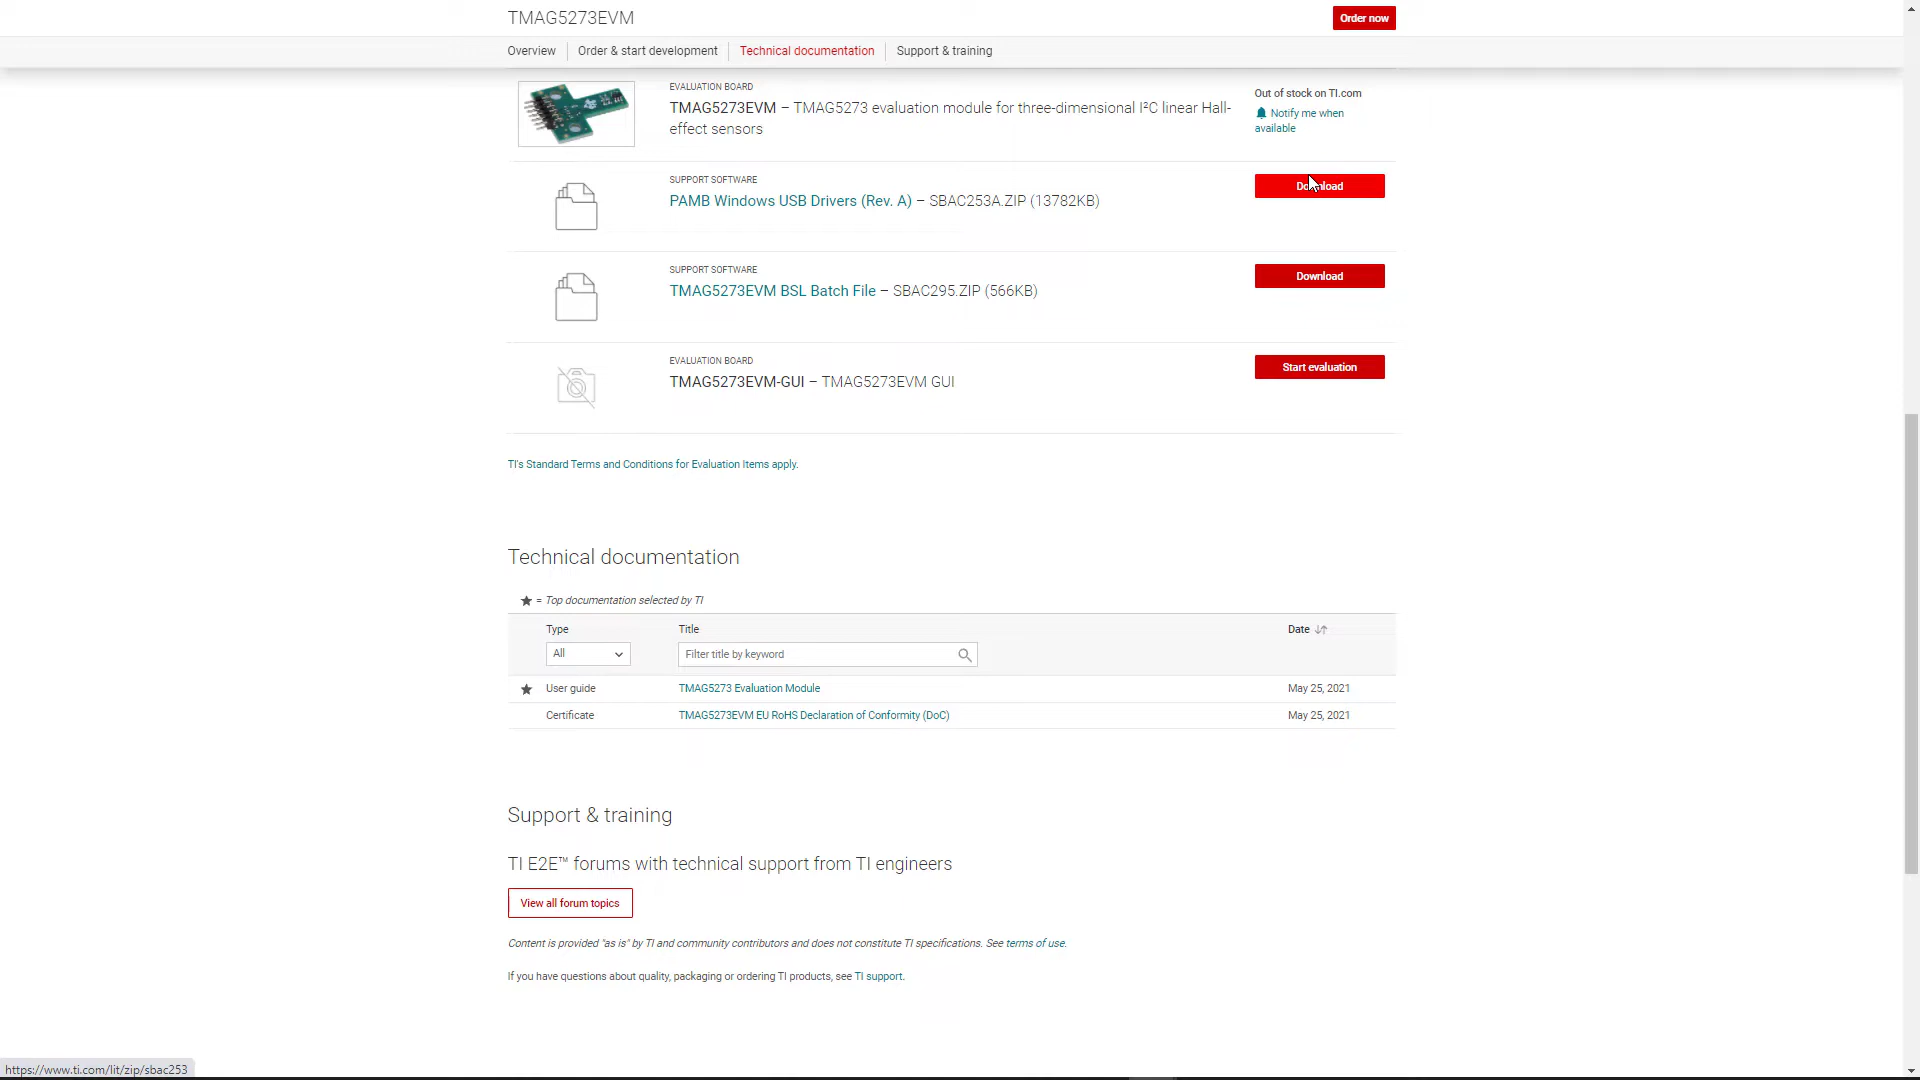 TMAG5273EVM
Order now
Overview
Order & start development
Technical documentation
Support & training
EVALUATION BOARD
TMAG5273EVM – TMAG5273 evaluation module for three-dimensional I²C linear Hall-
effect sensors
Out of stock on TI.com
Notify me when
available
SUPPORT SOFTWARE
PAMB Windows USB Drivers (Rev. A) – SBAC253A.ZIP (13782KB)
Download
SUPPORT SOFTWARE
TMAG5273EVM BSL Batch File – SBAC295.ZIP (566KB)
Download
EVALUATION BOARD
TMAG5273EVM-GUI – TMAG5273EVM GUI
Start evaluation
TI's Standard Terms and Conditions for Evaluation Items apply.
Technical documentation
★ = Top documentation selected by TI
Type
Title
Date
All
Filter title by keyword
★ User guide
TMAG5273 Evaluation Module
May 25, 2021
Certificate
TMAG5273EVM EU RoHS Declaration of Conformity (DoC)
May 25, 2021
Support & training
TI E2E™ forums with technical support from TI engineers
View all forum topics
Content is provided "as is" by TI and community contributors and does not constitute TI specifications. See terms of use.
If you have questions about quality, packaging or ordering TI products, see TI support.
https://www.ti.com/lit/zip/sbac253